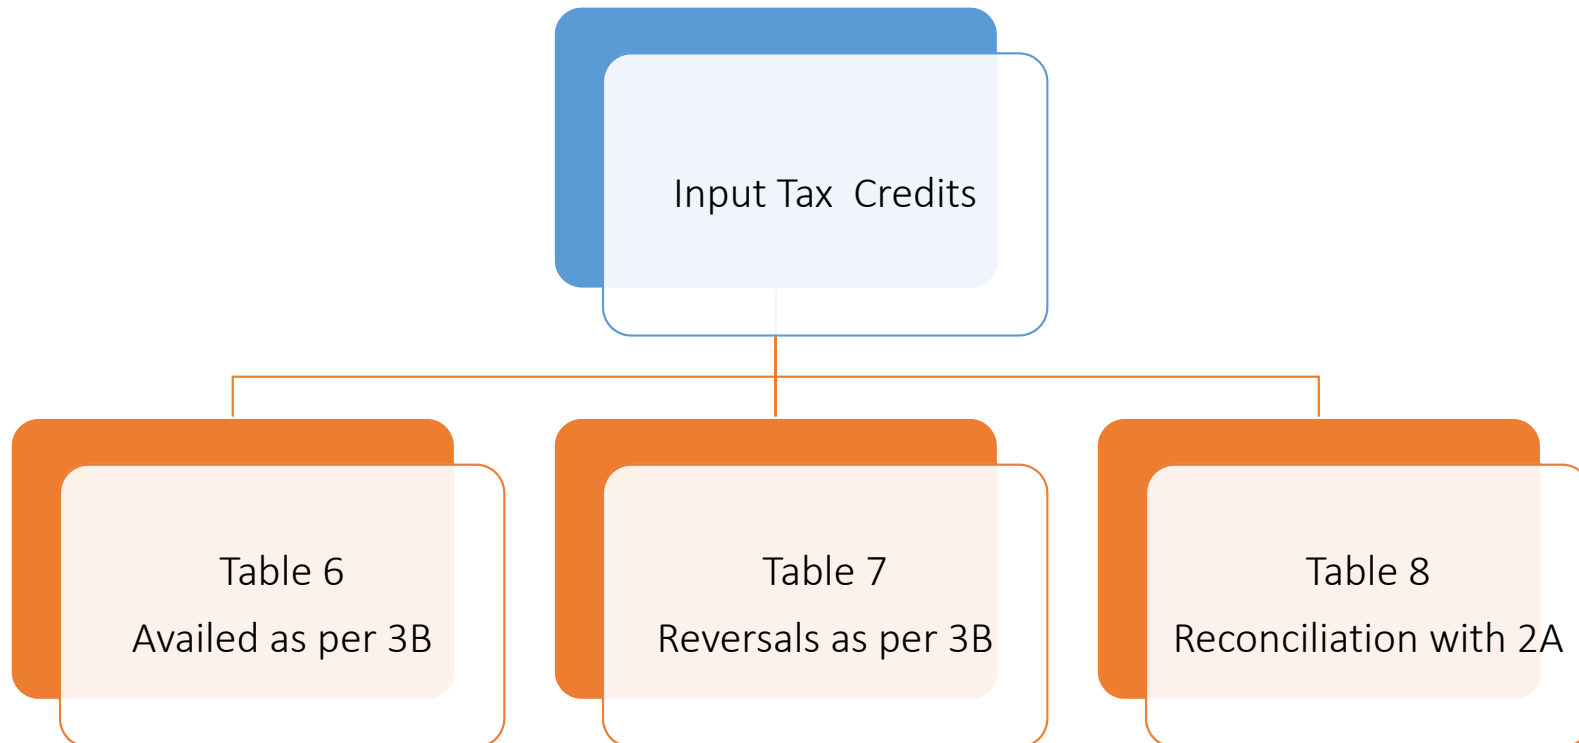 Input Tax Credits
Table 6
Availed as per 3B
Table 7
Reversals as per 3B
Table 8
Reconciliation with 2A